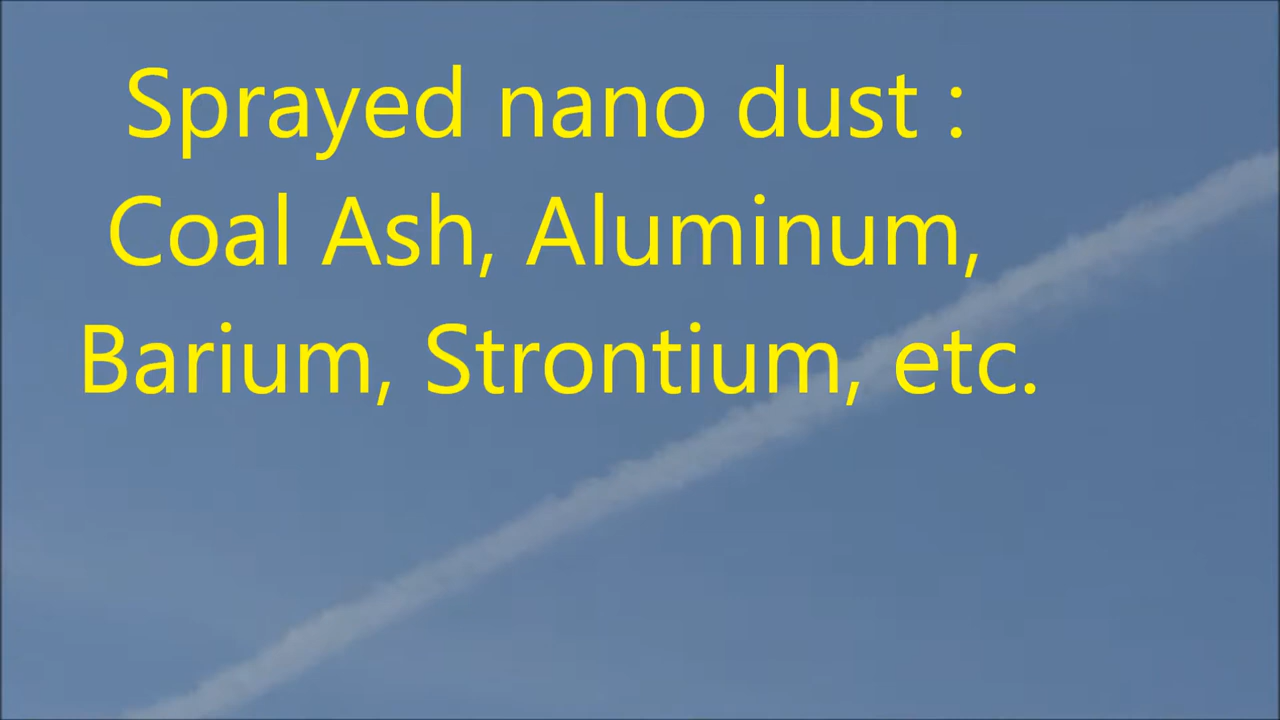 Sprayed nano dust :
Coal Ash, Aluminum,
Barium, Strontium, etc.